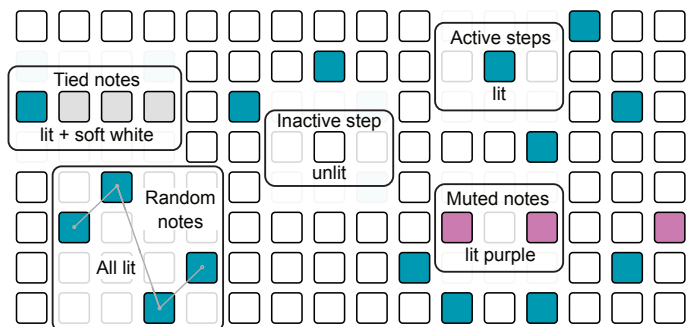 Active steps
lit
Tied notes
lit + soft white
Inactive step
unlit
Random
notes
All lit
Muted notes
lit purple